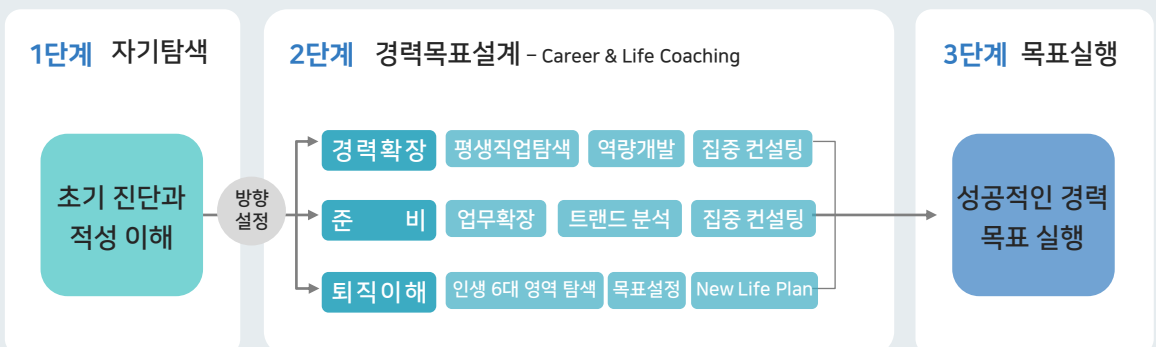 1단계 자기탐색
초기 진단과
적성 이해
방향
설정
2단계 경력목표설계 – Career & Life Coaching
경력확장 평생직업탐색 역량개발 집중 컨설팅
준 비 업무확장 트랜드 분석 집중 컨설팅
퇴직이해 인생 6대 영역 탐색 목표설정 New Life Plan
3단계 목표실행
성공적인 경력
목표 실행